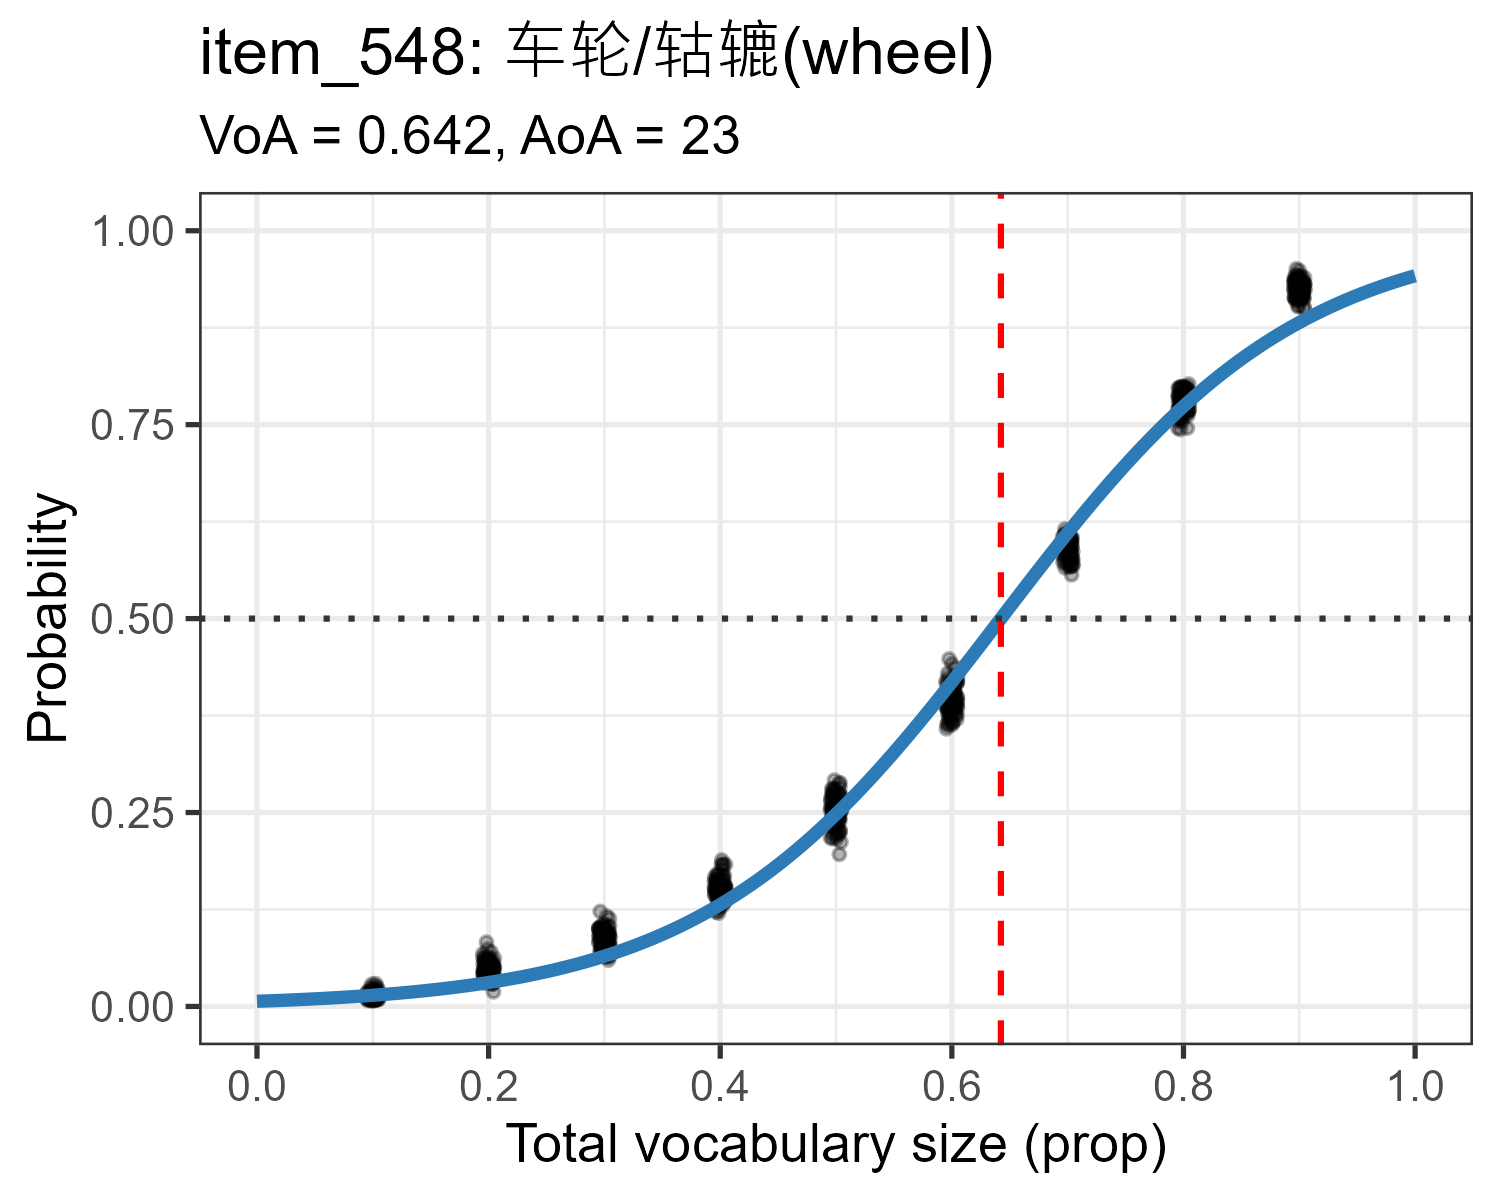 item_548: 车轮/轱辘(wheel)
VoA = 0.642, AoA = 23
Probability
1.00
0.75
0.50
0.25
0.00
0.0 0.2 0.4 0.6 0.8 1.0
Total vocabulary size (prop)